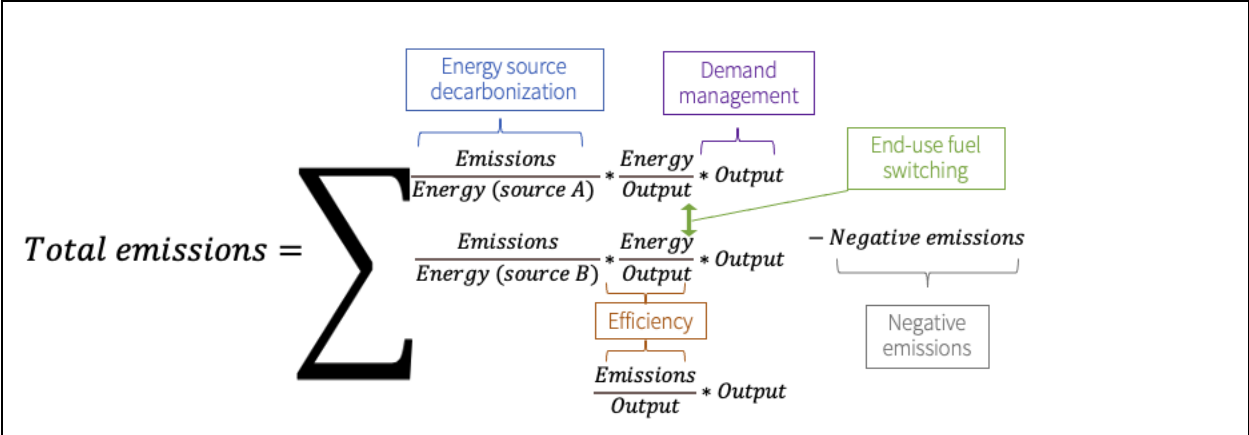 Energy source
decarbonization
Demand
management
End-use fuel
switching
Emissions
Energy (source A)
* Energy
Output
* Output
Total emissions = ∑
Emissions
Energy (source B)
* Energy
Output
* Output
− Negative emissions
Efficiency
Negative
emissions
Emissions
Output
* Output